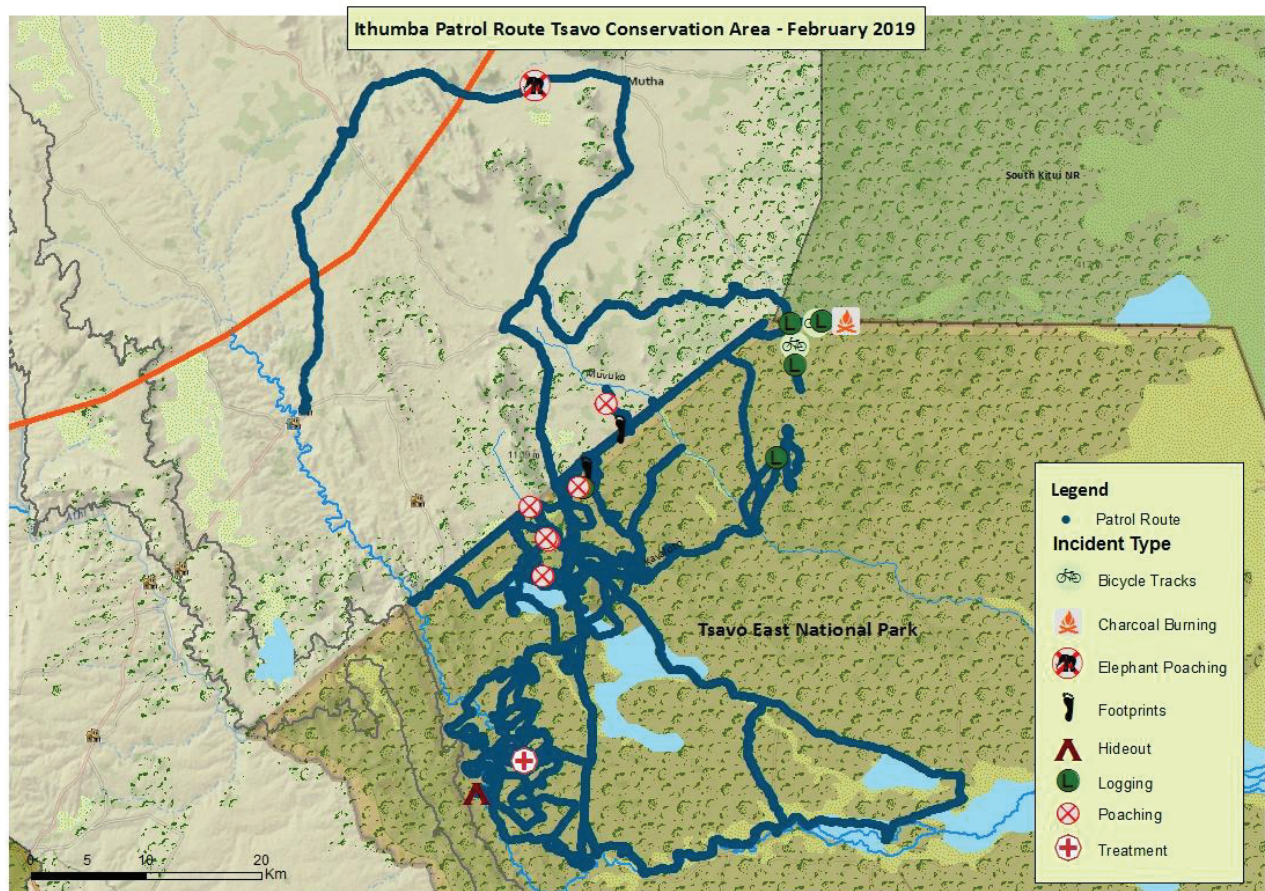 Ithumba Patrol Route Tsavo Conservation Area - February 2019
Mutha
South Kitui NR
Muvuko
Tsavo East National Park
Legend
Patrol Route
Incident Type
Bicycle Tracks
Charcoal Burning
Elephant Poaching
Footprints
Hideout
L Logging
Poaching
Treatment
L
L
L
L
0 5 10 20
Km